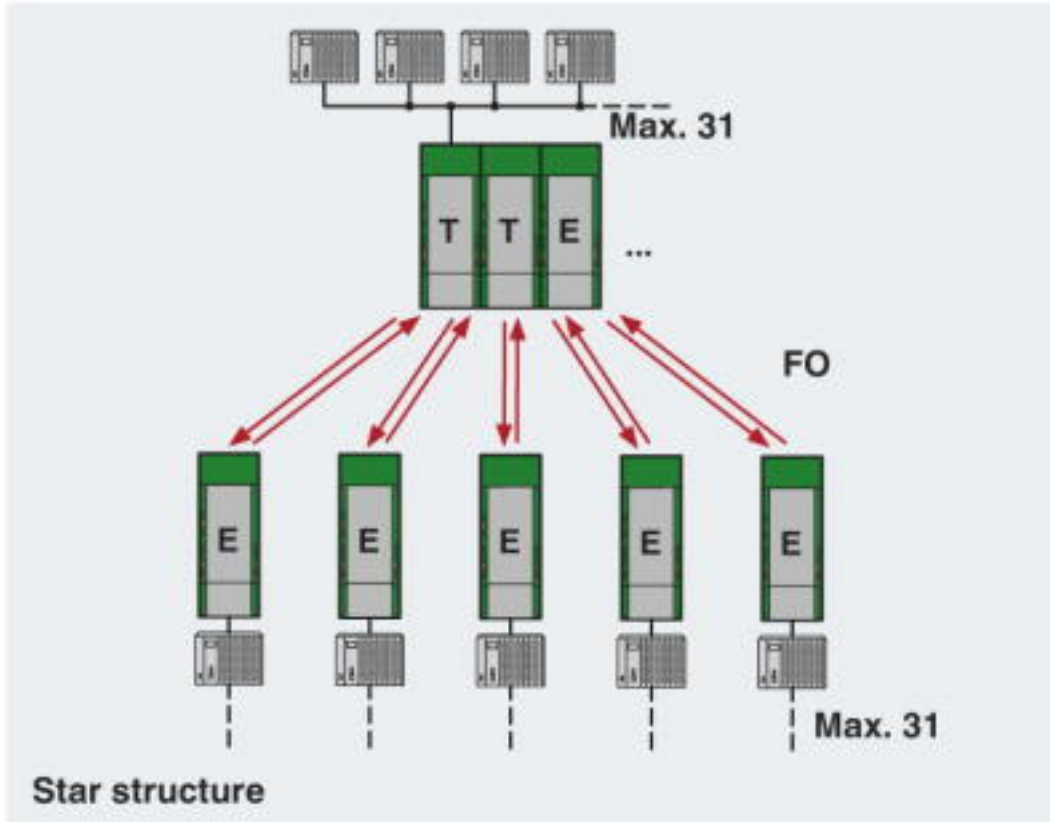 Max. 31
T T E ...
FO
E E E E E
Max. 31
Star structure